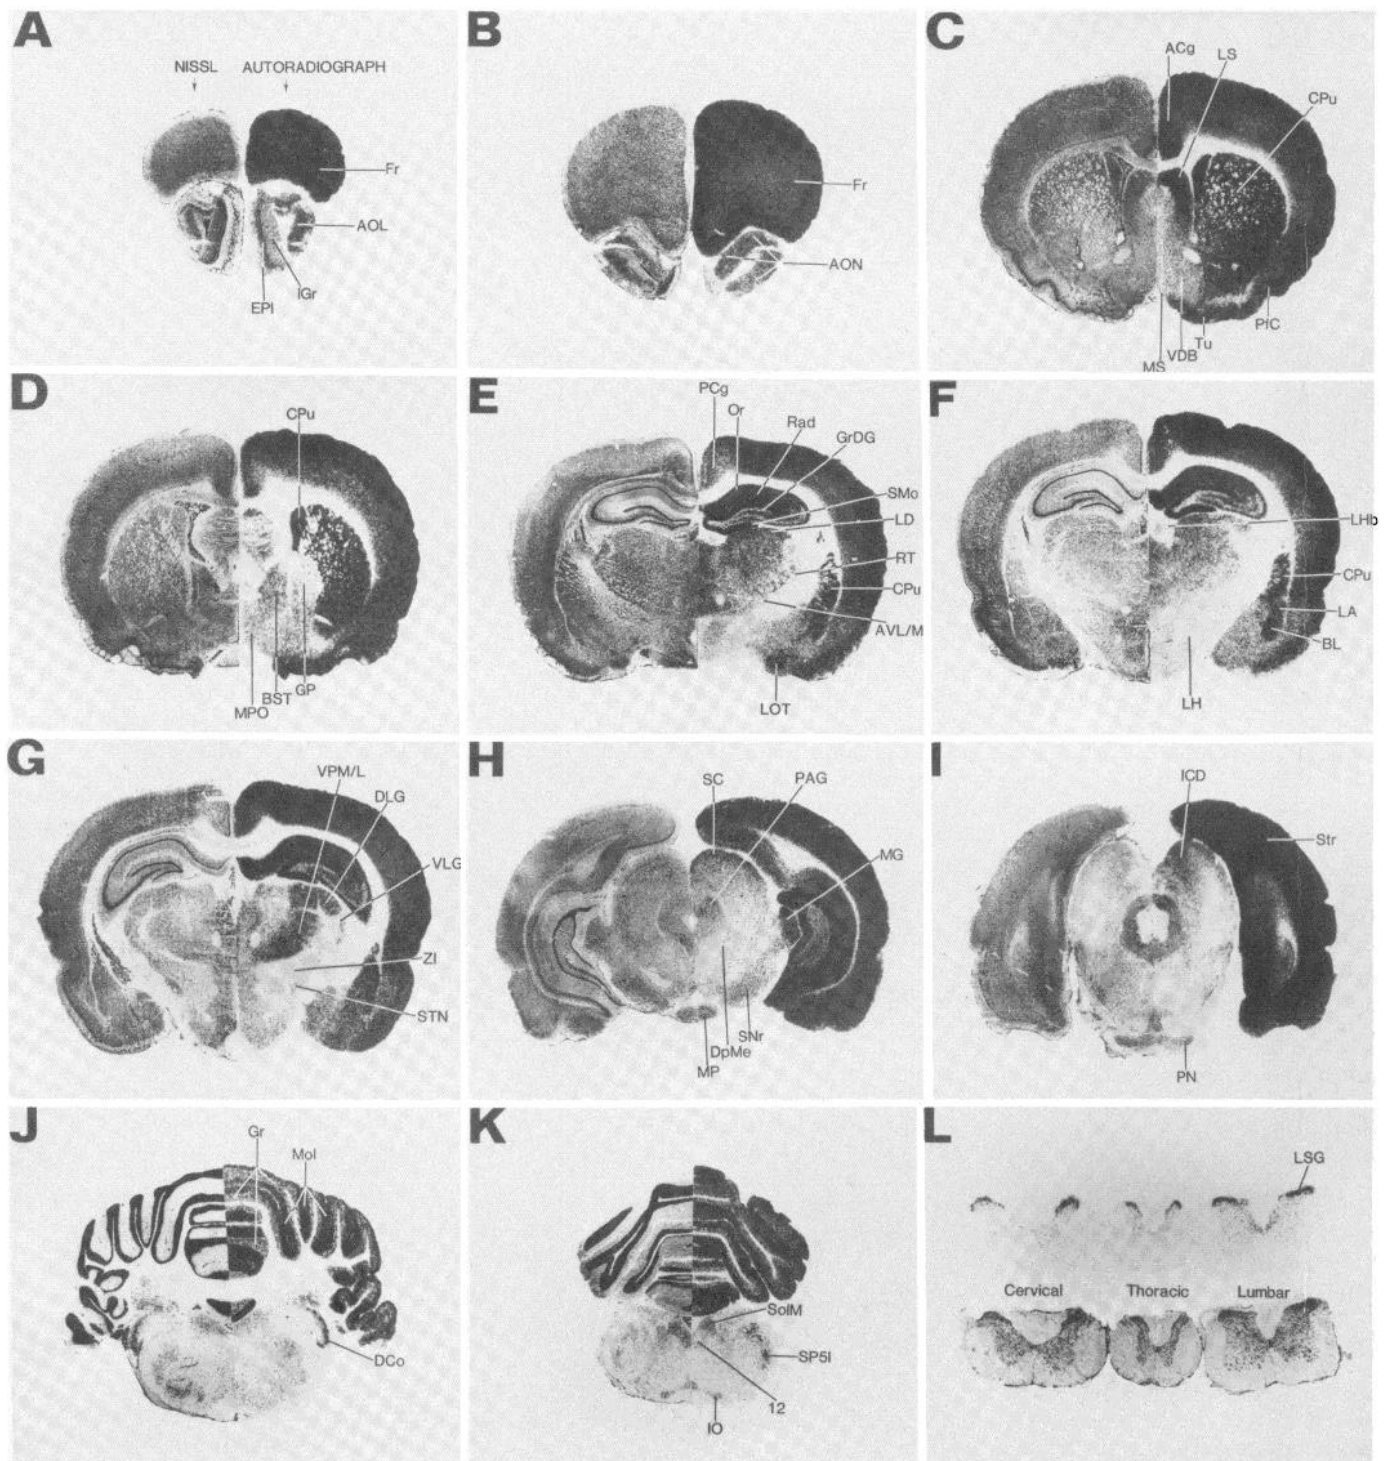 A
NISSL
AUTORADIOGRAPH
Fr
AOL
IGr
EPl
B
Fr
AON
C
ACg
LS
CPu
PiC
Tu
VDB
MS
D
CPu
GP
BST
MPO
E
PCg
Or
Rad
GrDG
SMo
LD
RT
CPu
AVL/M
LOT
F
LHb
CPu
LA
BL
LH
G
VPM/L
DLG
VLG
ZI
STN
H
SC
PAG
MG
SNr
DpMe
MP
I
ICD
Str
PN
J
Gr
Mol
DCo
K
SolM
SP5I
12
IO
L
LSG
Cervical
Thoracic
Lumbar